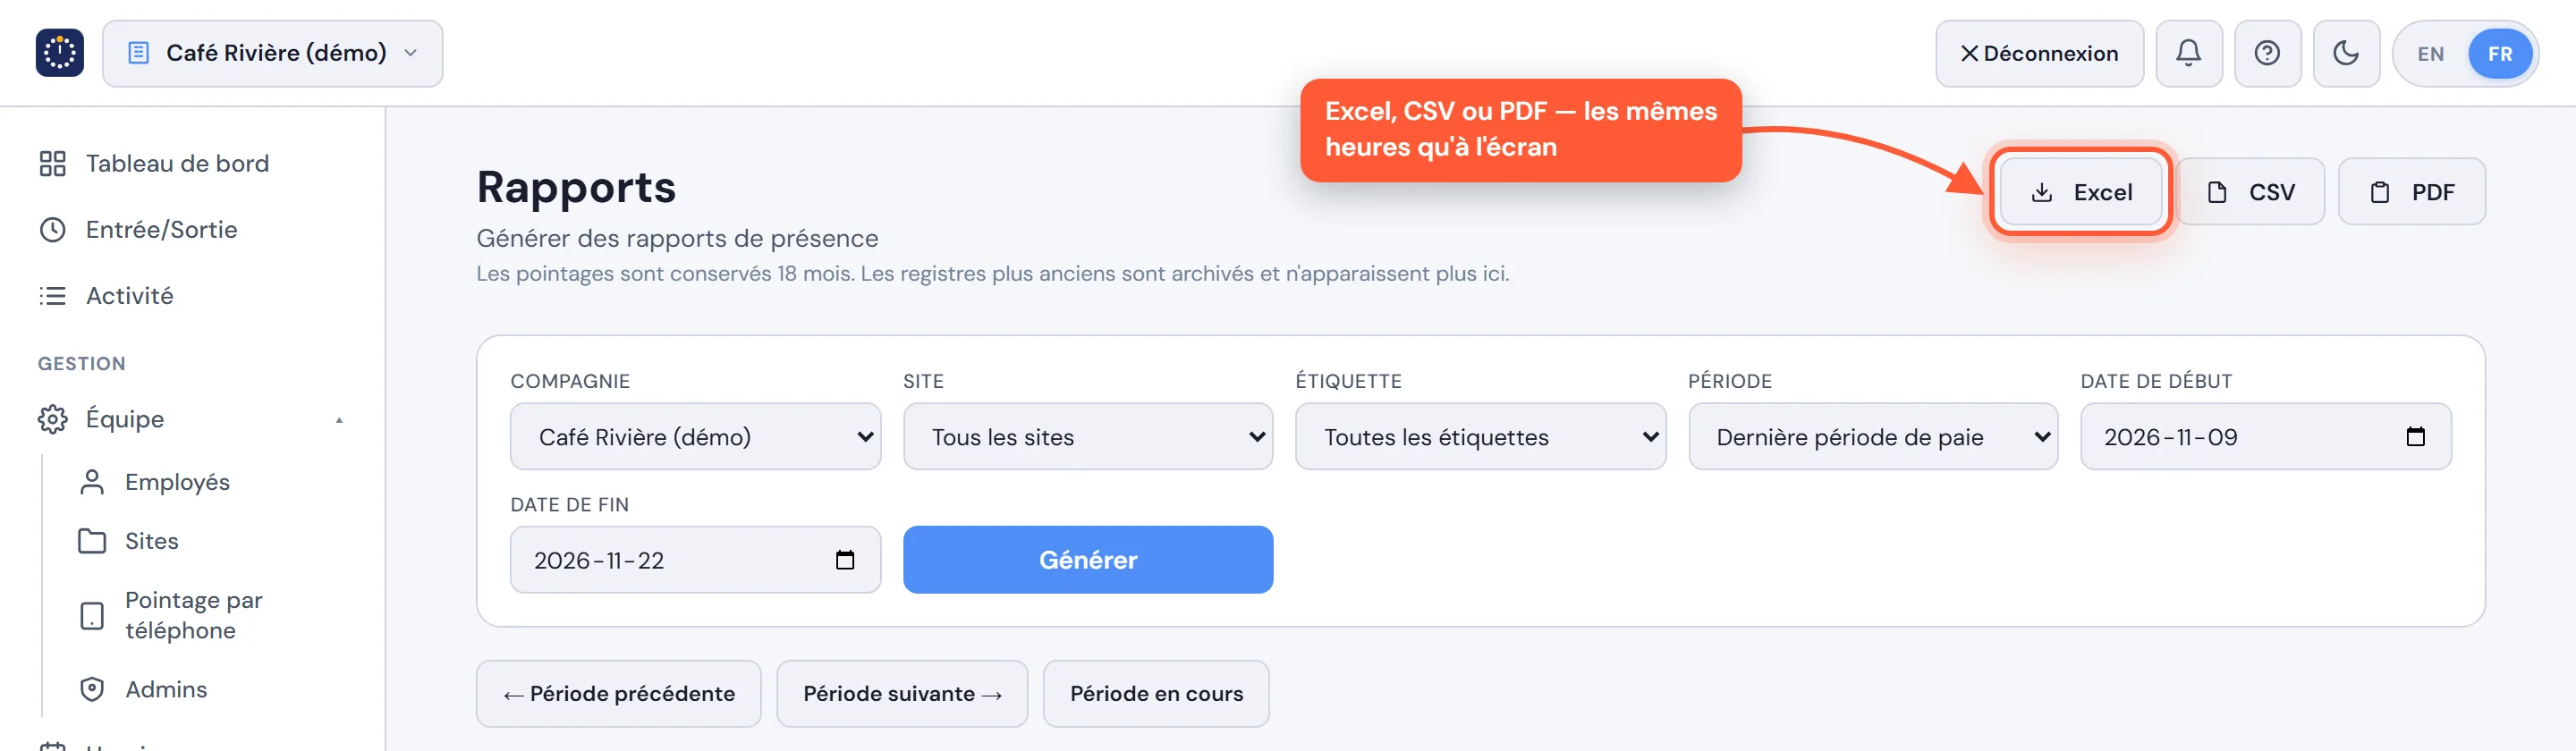 Café Rivière (démo)
Déconnexion
EN
FR
Excel, CSV ou PDF — les mêmes
heures qu'à l'écran
Tableau de bord
Entrée/Sortie
Activité
GESTION
Équipe
Employés
Sites
Pointage par
téléphone
Admins
Rapports
Générer des rapports de présence
Les pointages sont conservés 18 mois. Les registres plus anciens sont archivés et n'apparaissent plus ici.
Excel
CSV
PDF
COMPAGNIE
Café Rivière (démo)
SITE
Tous les sites
ÉTIQUETTE
Toutes les étiquettes
PÉRIODE
Dernière période de paie
DATE DE DÉBUT
2026-11-09
DATE DE FIN
2026-11-22
Générer
← Période précédente
Période suivante →
Période en cours